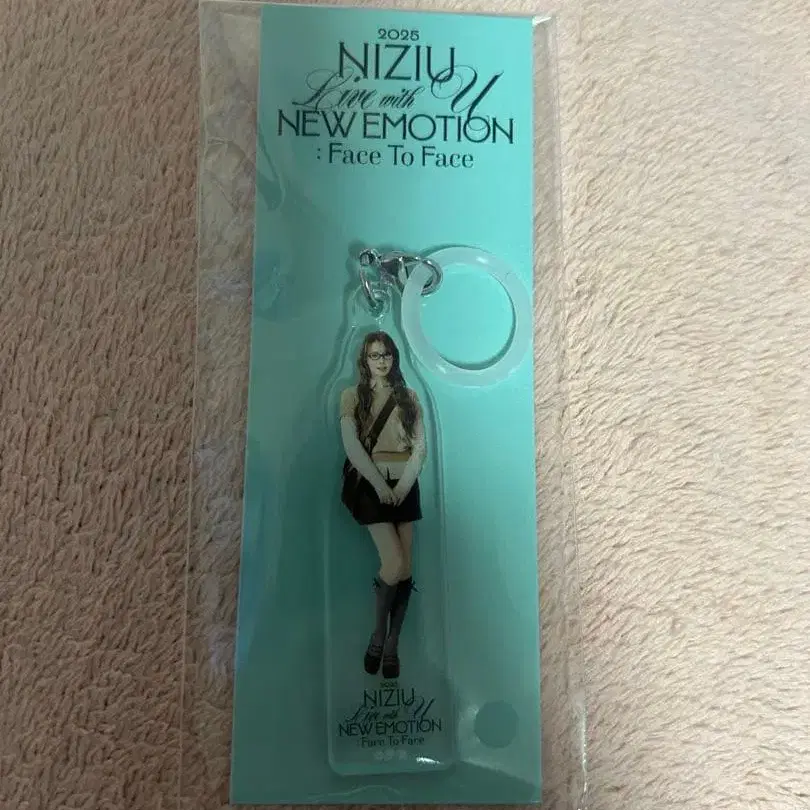 2025
NIZIU
Live with U
NEW EMOTION
: Face To Face
2025
NIZIU
Live with U
NEW EMOTION
: Face To Face